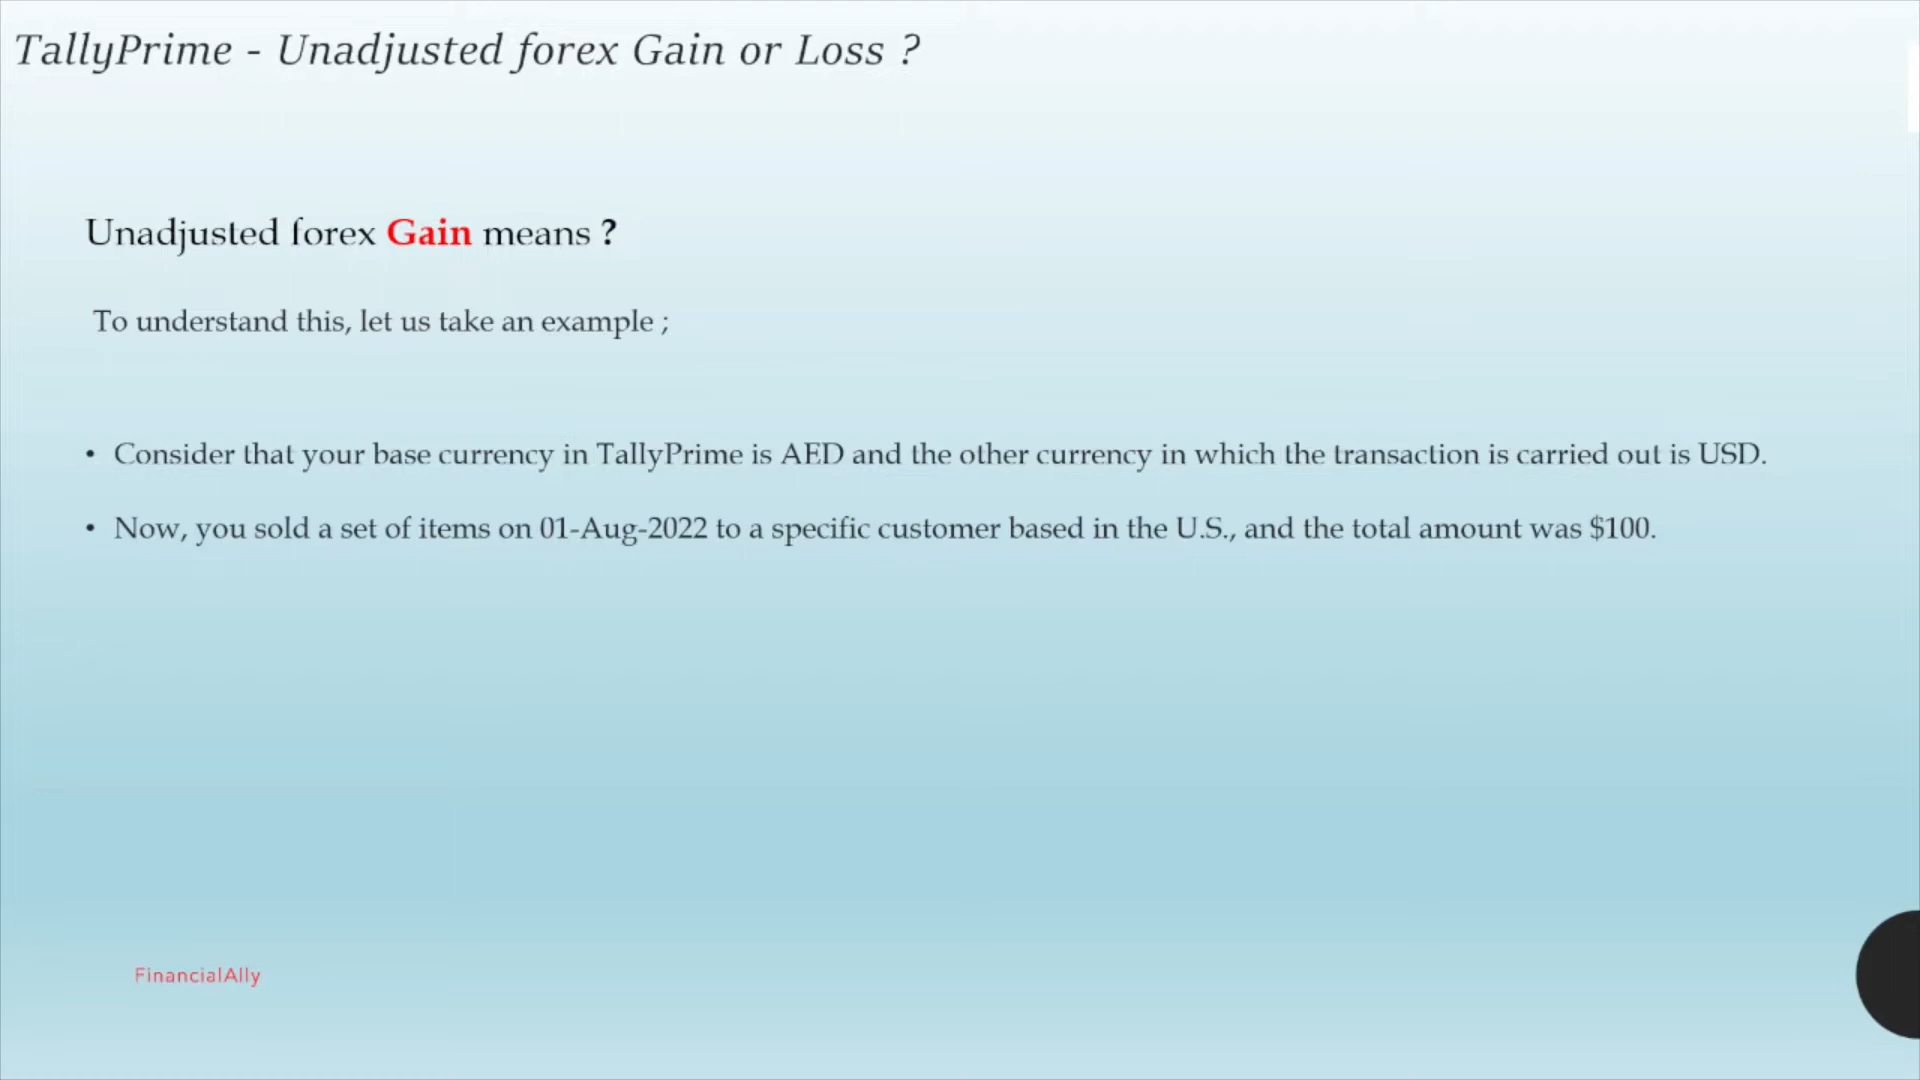 TallyPrime - Unadjusted forex Gain or Loss ?
Unadjusted forex Gain means ?
To understand this, let us take an example ;
• Consider that your base currency in TallyPrime is AED and the other currency in which the transaction is carried out is USD.
• Now, you sold a set of items on 01-Aug-2022 to a specific customer based in the U.S., and the total amount was $100.
FinancialAlly